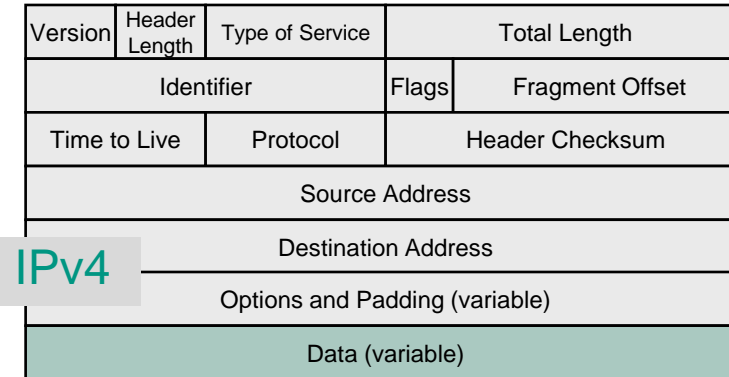 Version Header Length Type of Service Total Length
Identifier Flags Fragment Offset
Time to Live Protocol Header Checksum
Source Address
Destination Address
IPv4
Options and Padding (variable)
Data (variable)